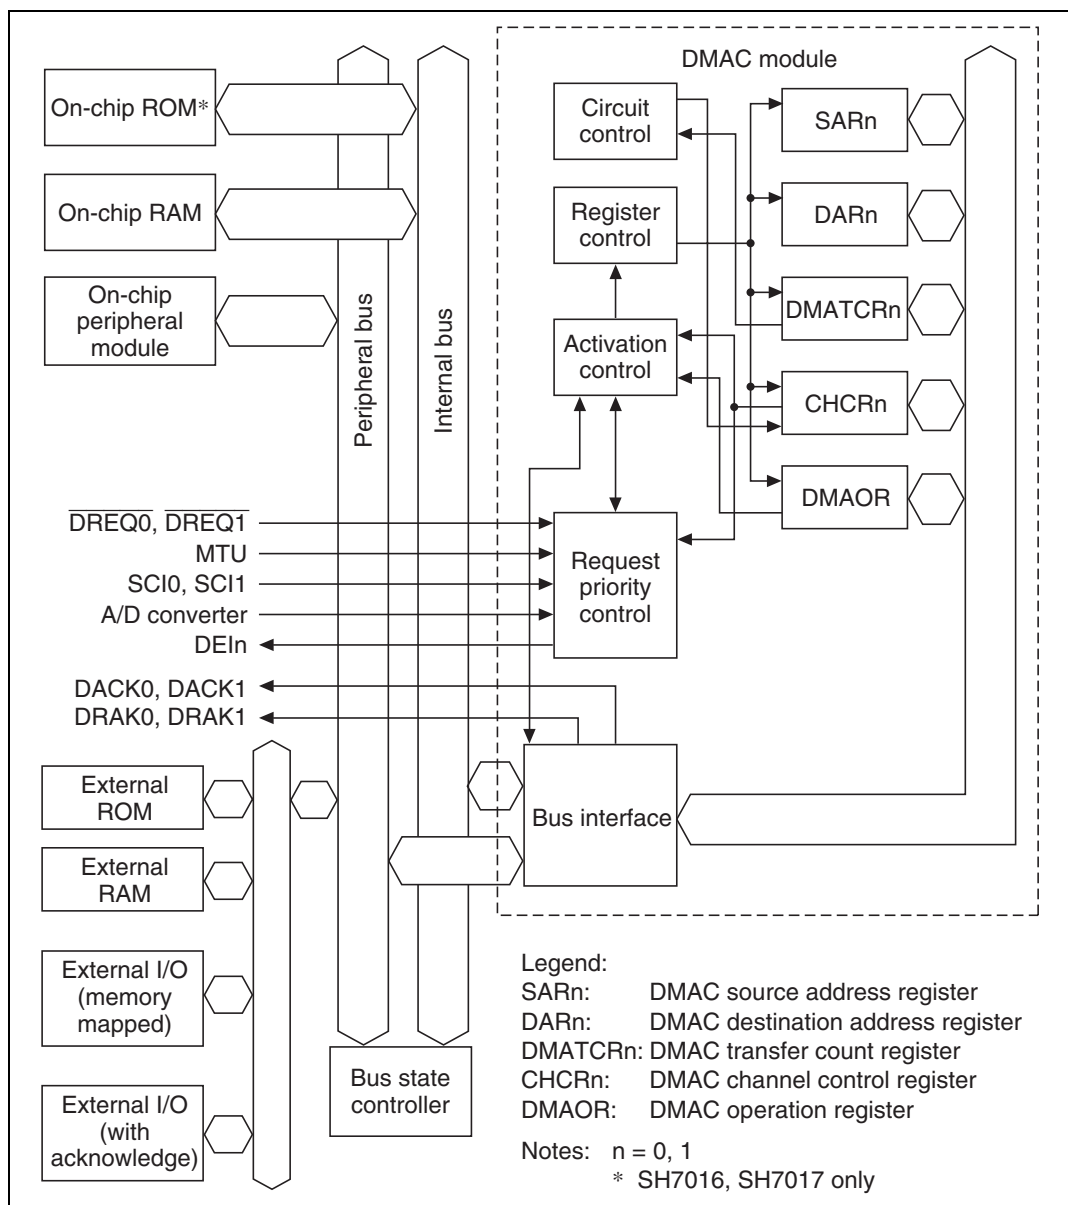 DMAC module
On-chip ROM*
Circuit
control
SARn
On-chip RAM
Register
control
DARn
On-chip
peripheral
module
Peripheral bus
Internal bus
Activation
control
DMATCRn
CHCRn
DMAOR
DREQ0, DREQ1
MTU
SCI0, SCI1
A/D converter
DEIn
Request
priority
control
DACK0, DACK1
DRAK0, DRAK1
External
ROM
Bus interface
External
RAM
External I/O
(memory
mapped)
External I/O
(with
acknowledge)
Bus state
controller
Legend:
SARn: DMAC source address register
DARn: DMAC destination address register
DMATCRn: DMAC transfer count register
CHCRn: DMAC channel control register
DMAOR: DMAC operation register
Notes: n = 0, 1
* SH7016, SH7017 only